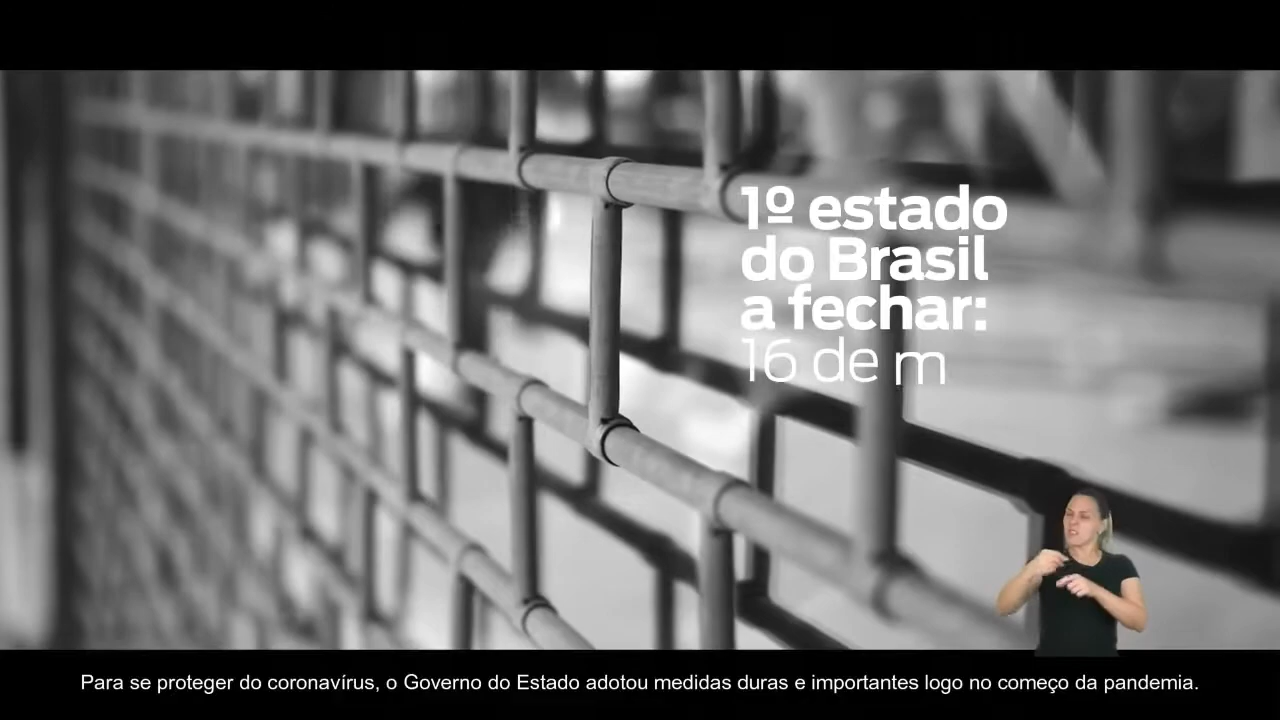 1º estado
do Brasil
a fechar:
16 de m
Para se proteger do coronavírus, o Governo do Estado adotou medidas duras e importantes logo no começo da pandemia.